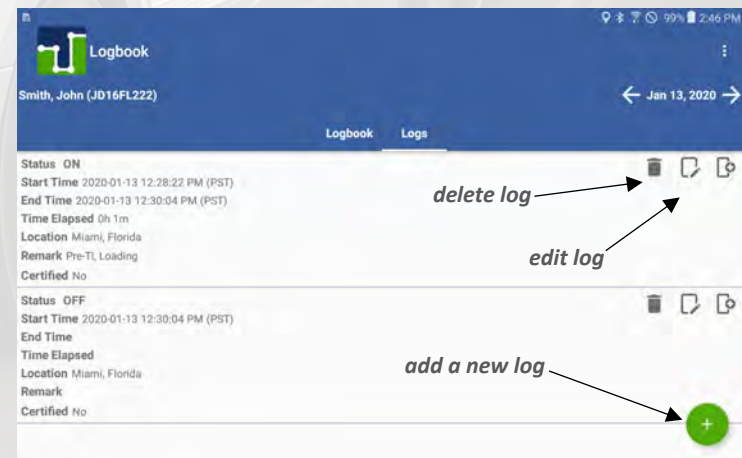 99% 2:46 PM
Logbook
Smith, John (JD16FL222)
Jan 13, 2020
Logbook Logs
Status ON
Start Time 2020-01-13 12:28:22 PM (PST)
End Time 2020-01-13 12:30:04 PM (PST)
Time Elapsed 0h 1m
Location Miami, Florida
Remark Pre-TI, Loading
Certified No
delete log
edit log
Status OFF
Start Time 2020-01-13 12:30:04 PM (PST)
End Time
Time Elapsed
Location Miami, Florida
Remark
Certified No
add a new log
+